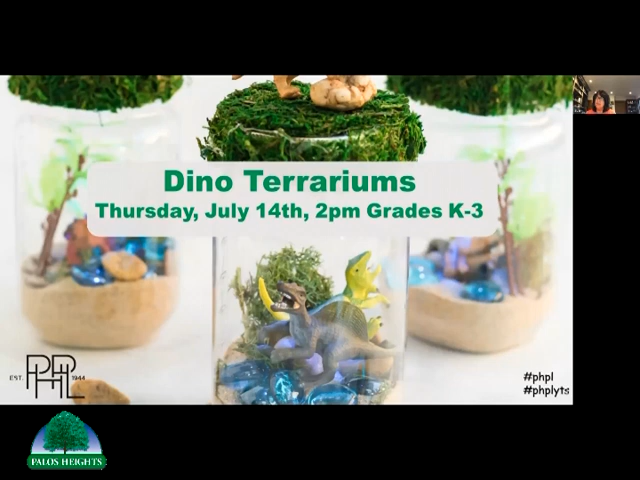 Dino Terrariums
Thursday, July 14th, 2pm Grades K-3
EST. PHPL 1944
#phpl
#phplyts
PALOS HEIGHTS